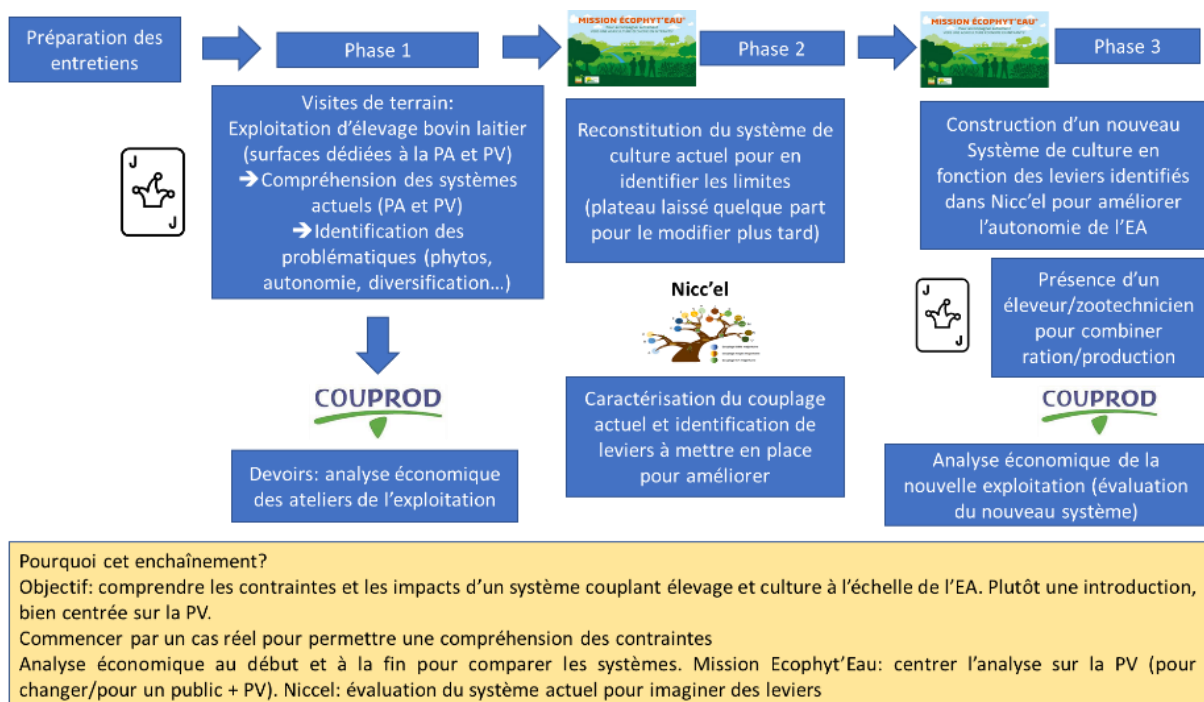 Préparation des
entretiens
Phase 1
Visites de terrain:
Exploitation d'élevage bovin laitier
(surfaces dédiées à la PA et PV)
➔Compréhension des systèmes
actuels (PA et PV)
➔Identification des
problématiques (phytos,
autonomie, diversification…)
J
J
COUPROD
Devoirs: analyse économique
des ateliers de l'exploitation
MISSION ÉCOPHYT'EAU
Phase 2
Reconstitution du système de
culture actuel pour en
identifier les limites
(plateau laissé quelque part
pour le modifier plus tard)
Nicc'el
Caractérisation du couplage
actuel et identification de
leviers à mettre en place
pour améliorer
MISSION ÉCOPHYT'EAU
Phase 3
Construction d'un nouveau
Système de culture en
fonction des leviers identifiés
dans Nicc'el pour améliorer
l'autonomie de l'EA
J
J
Présence d'un
éleveur/zootechnicien
pour combiner
ration/production
COUPROD
Analyse économique de la
nouvelle exploitation (évaluation
du nouveau système)
Pourquoi cet enchaînement?
Objectif: comprendre les contraintes et les impacts d'un système couplant élevage et culture à l'échelle de l'EA. Plutôt une introduction,
bien centrée sur la PV.
Commencer par un cas réel pour permettre une compréhension des contraintes
Analyse économique au début et à la fin pour comparer les systèmes. Mission Ecophyt'Eau: centrer l'analyse sur la PV (pour
changer/pour un public + PV). Niccel: évaluation du système actuel pour imaginer des leviers